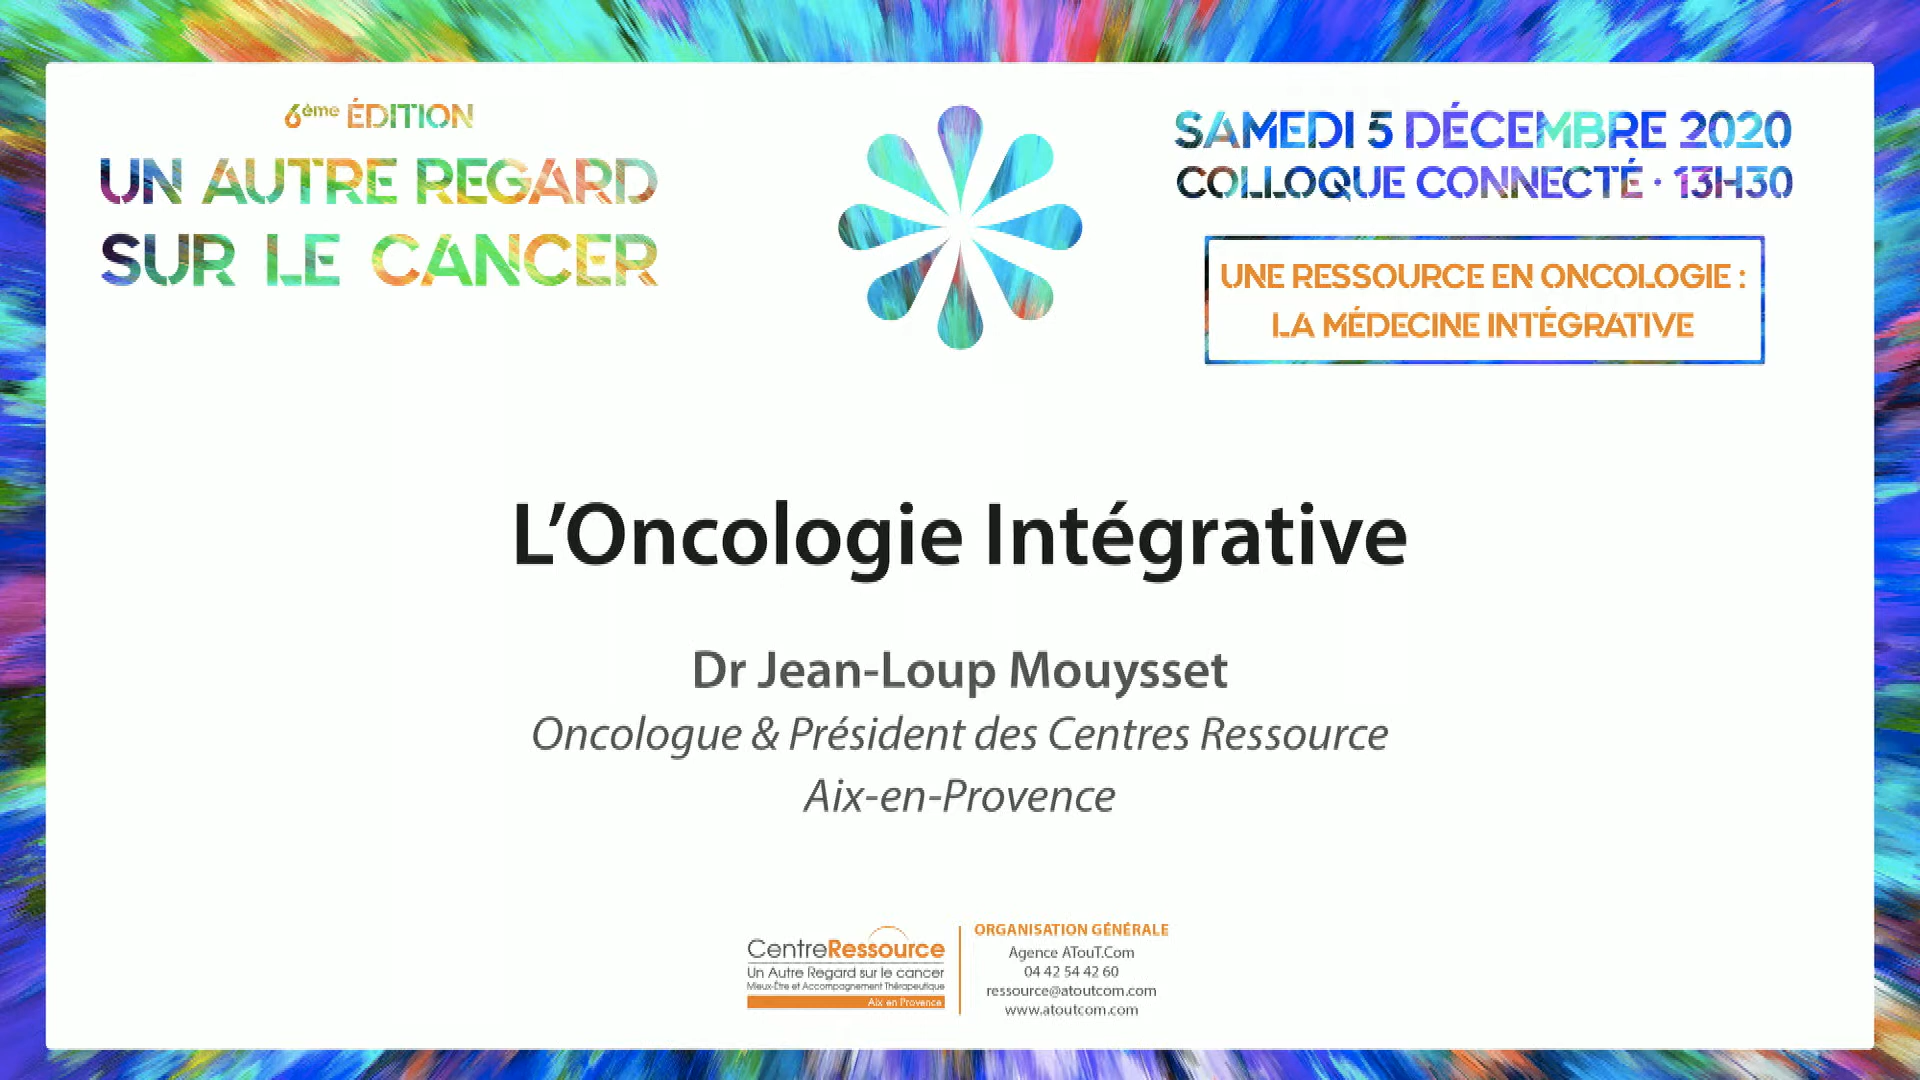 6ème ÉDITION
UN AUTRE REGARD
SUR LE CANCER
SAMEDI 5 DÉCEMBRE 2020
COLLOQUE CONNECTÉ · 13H30
UNE RESSOURCE EN ONCOLOGIE :
LA MÉDECINE INTÉGRATIVE
L’Oncologie Intégrative
Dr Jean-Loup Mouysset
Oncologue & Président des Centres Ressource
Aix-en-Provence
CentreRessource
Un Autre Regard sur le cancer
Mieux-Être et Accompagnement Thérapeutique
Aix en Provence
ORGANISATION GÉNÉRALE
Agence ATouT.Com
04 42 54 42 60
ressource@atoutcom.com
www.atoutcom.com